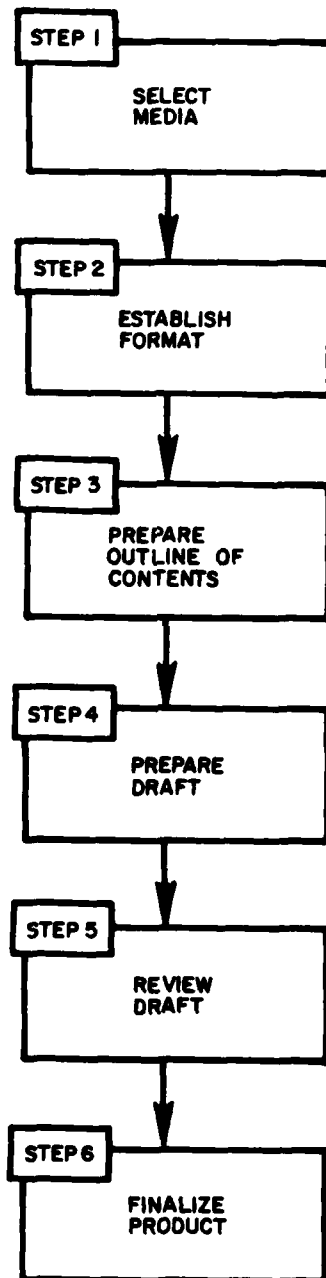 STEP 1
SELECT
MEDIA
STEP 2
ESTABLISH
FORMAT
STEP 3
PREPARE
OUTLINE OF
CONTENTS
STEP 4
PREPARE
DRAFT
STEP 5
REVIEW
DRAFT
STEP 6
FINALIZE
PRODUCT